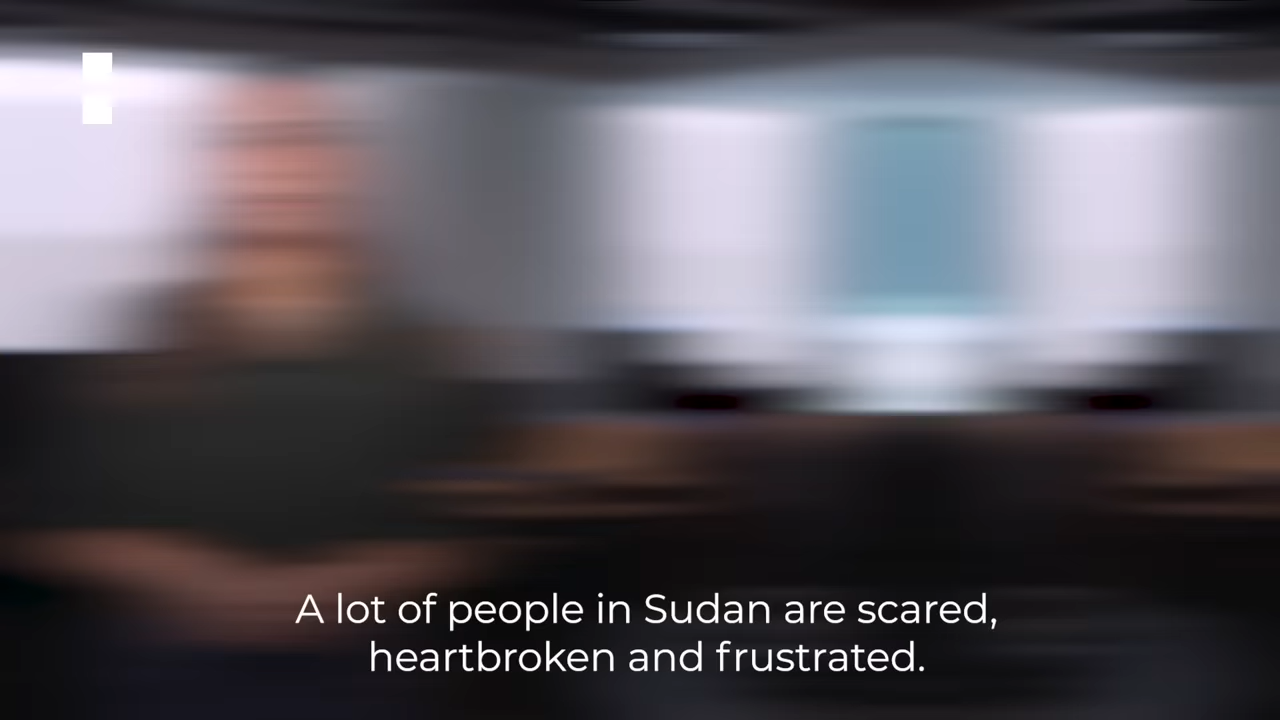 A lot of people in Sudan are scared,
heartbroken and frustrated.